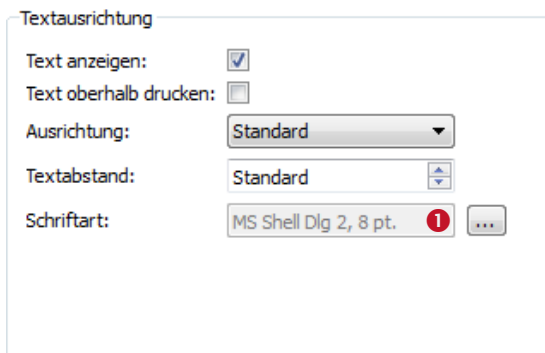 Textausrichtung
Text anzeigen:
Text oberhalb drucken:
Ausrichtung: Standard
Textabstand: Standard
Schriftart: MS Shell Dlg 2, 8 pt. 1 ...